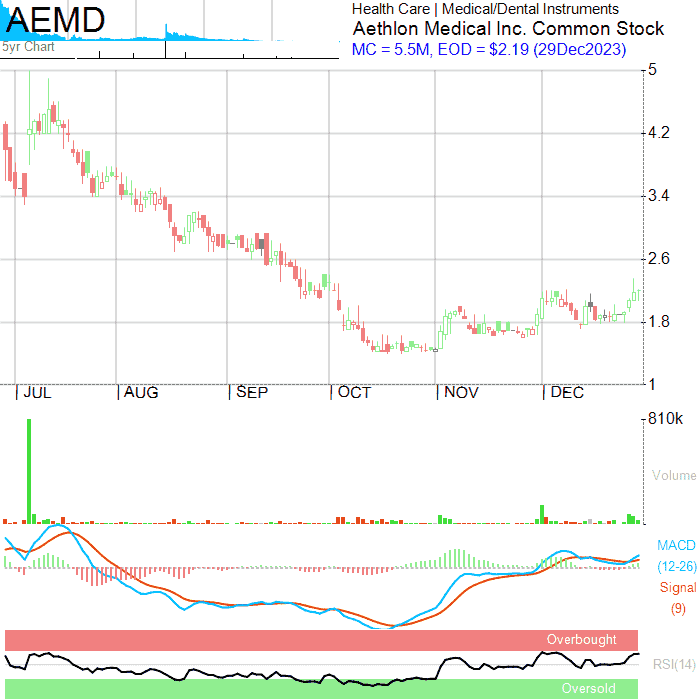 AEMD
5yr Chart
Health Care | Medical/Dental Instruments
Aethlon Medical Inc. Common Stock
MC = 5.5M, EOD = $2.19 (29Dec2023)
5
4.2
3.4
2.6
1.8
1
JUL AUG SEP OCT NOV DEC
810k
Volume
MACD
(12-26)
Signal
(9)
Overbought
RSI(14)
Oversold